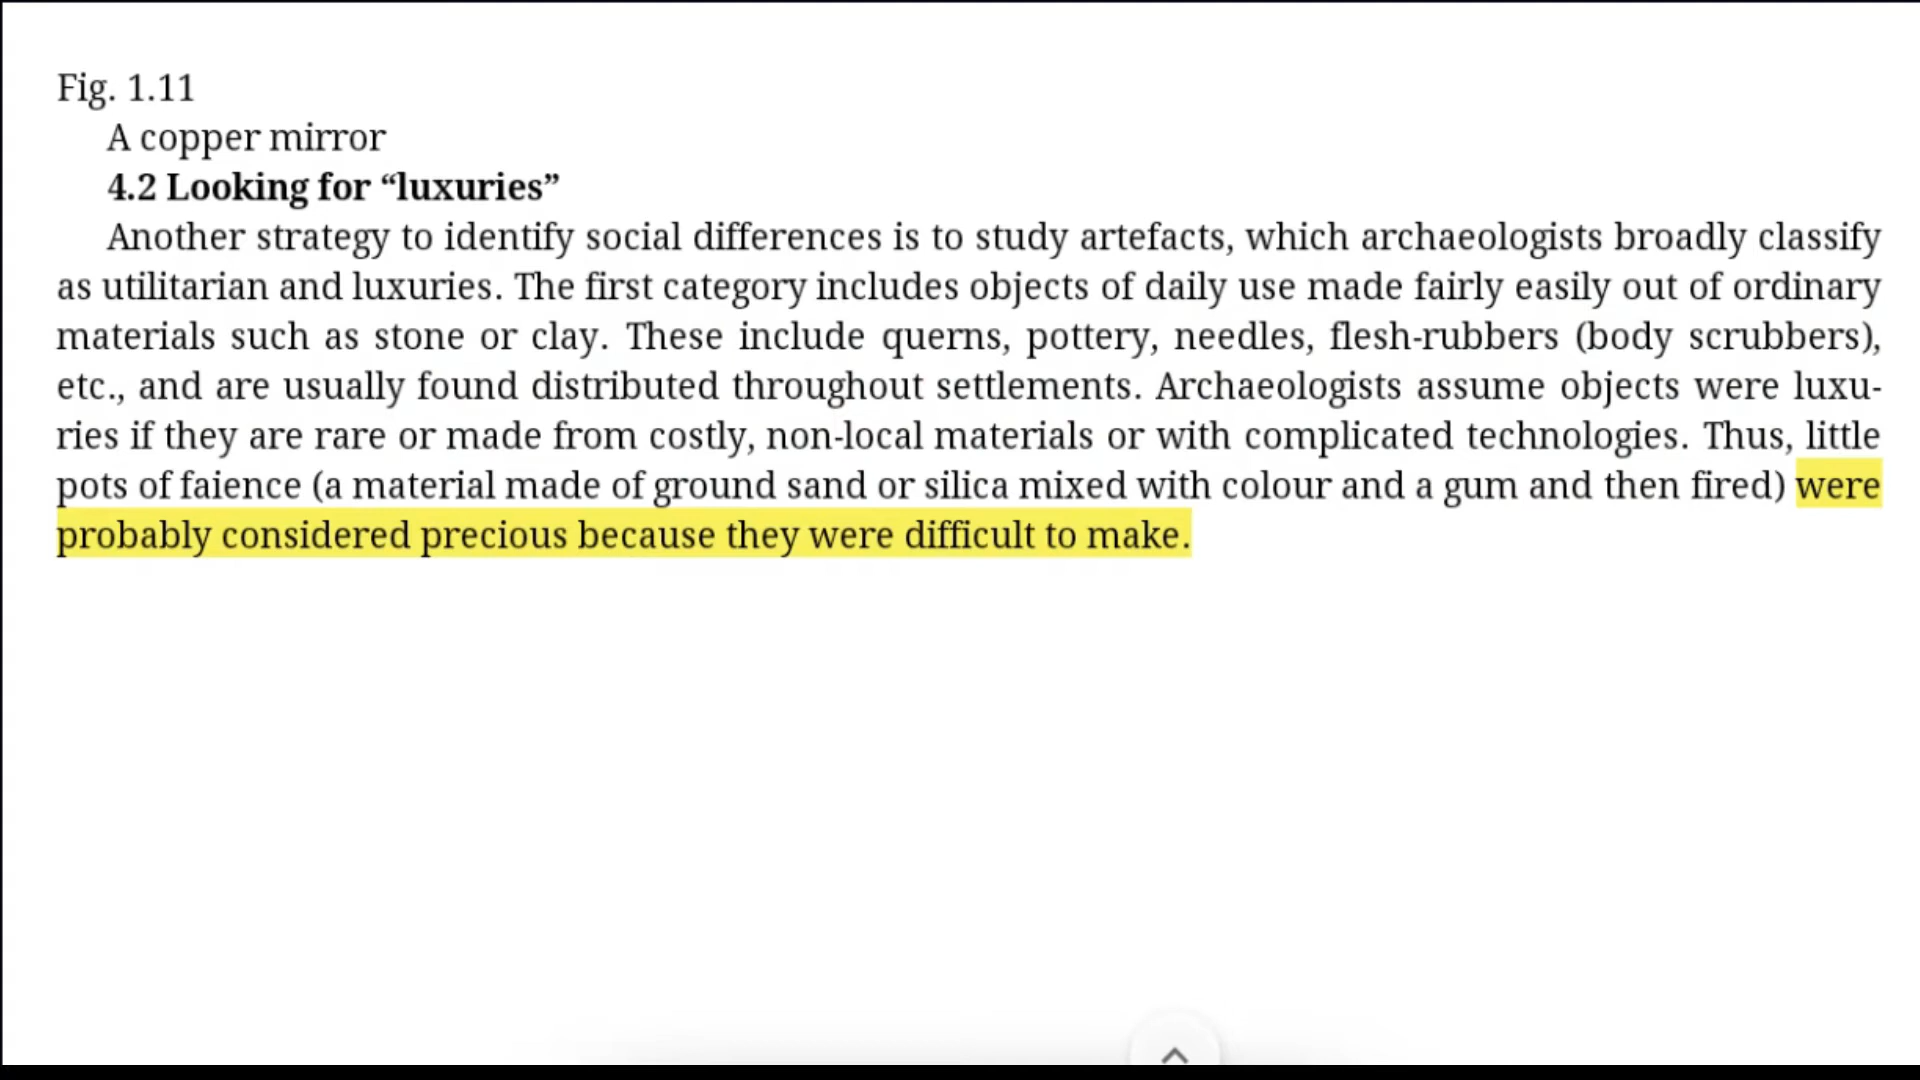 Fig. 1.11
A copper mirror
4.2 Looking for “luxuries”
Another strategy to identify social differences is to study artefacts, which archaeologists broadly classify
as utilitarian and luxuries. The first category includes objects of daily use made fairly easily out of ordinary
materials such as stone or clay. These include querns, pottery, needles, flesh-rubbers (body scrubbers),
etc., and are usually found distributed throughout settlements. Archaeologists assume objects were luxu-
ries if they are rare or made from costly, non-local materials or with complicated technologies. Thus, little
pots of faience (a material made of ground sand or silica mixed with colour and a gum and then fired) were
probably considered precious because they were difficult to make.